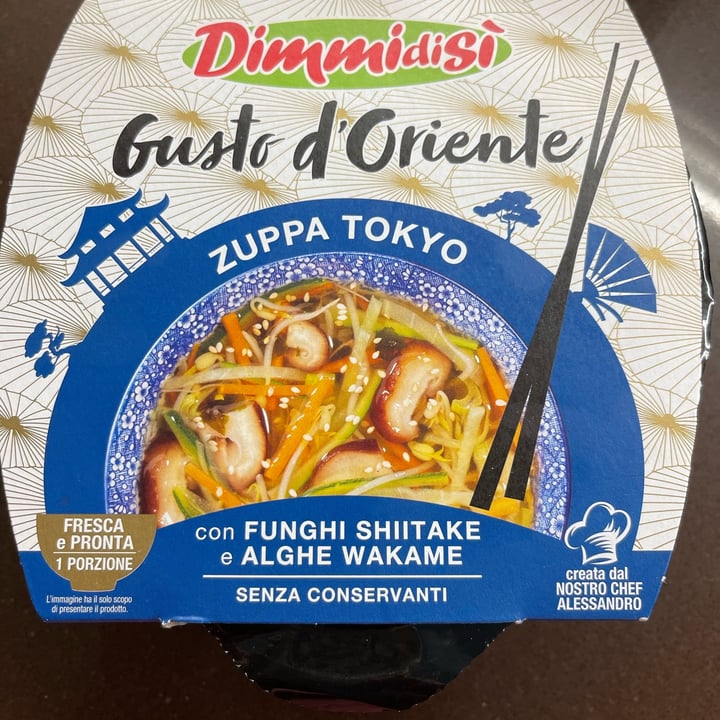 DimmidiSì
Gusto d'Oriente
ZUPPA TOKYO
con FUNGHI SHIITAKE
e ALGHE WAKAME
SENZA CONSERVANTI
FRESCA
e PRONTA
1 PORZIONE
L'immagine ha il solo scopo
di presentare il prodotto.
creata dal
NOSTRO CHEF
ALESSANDRO